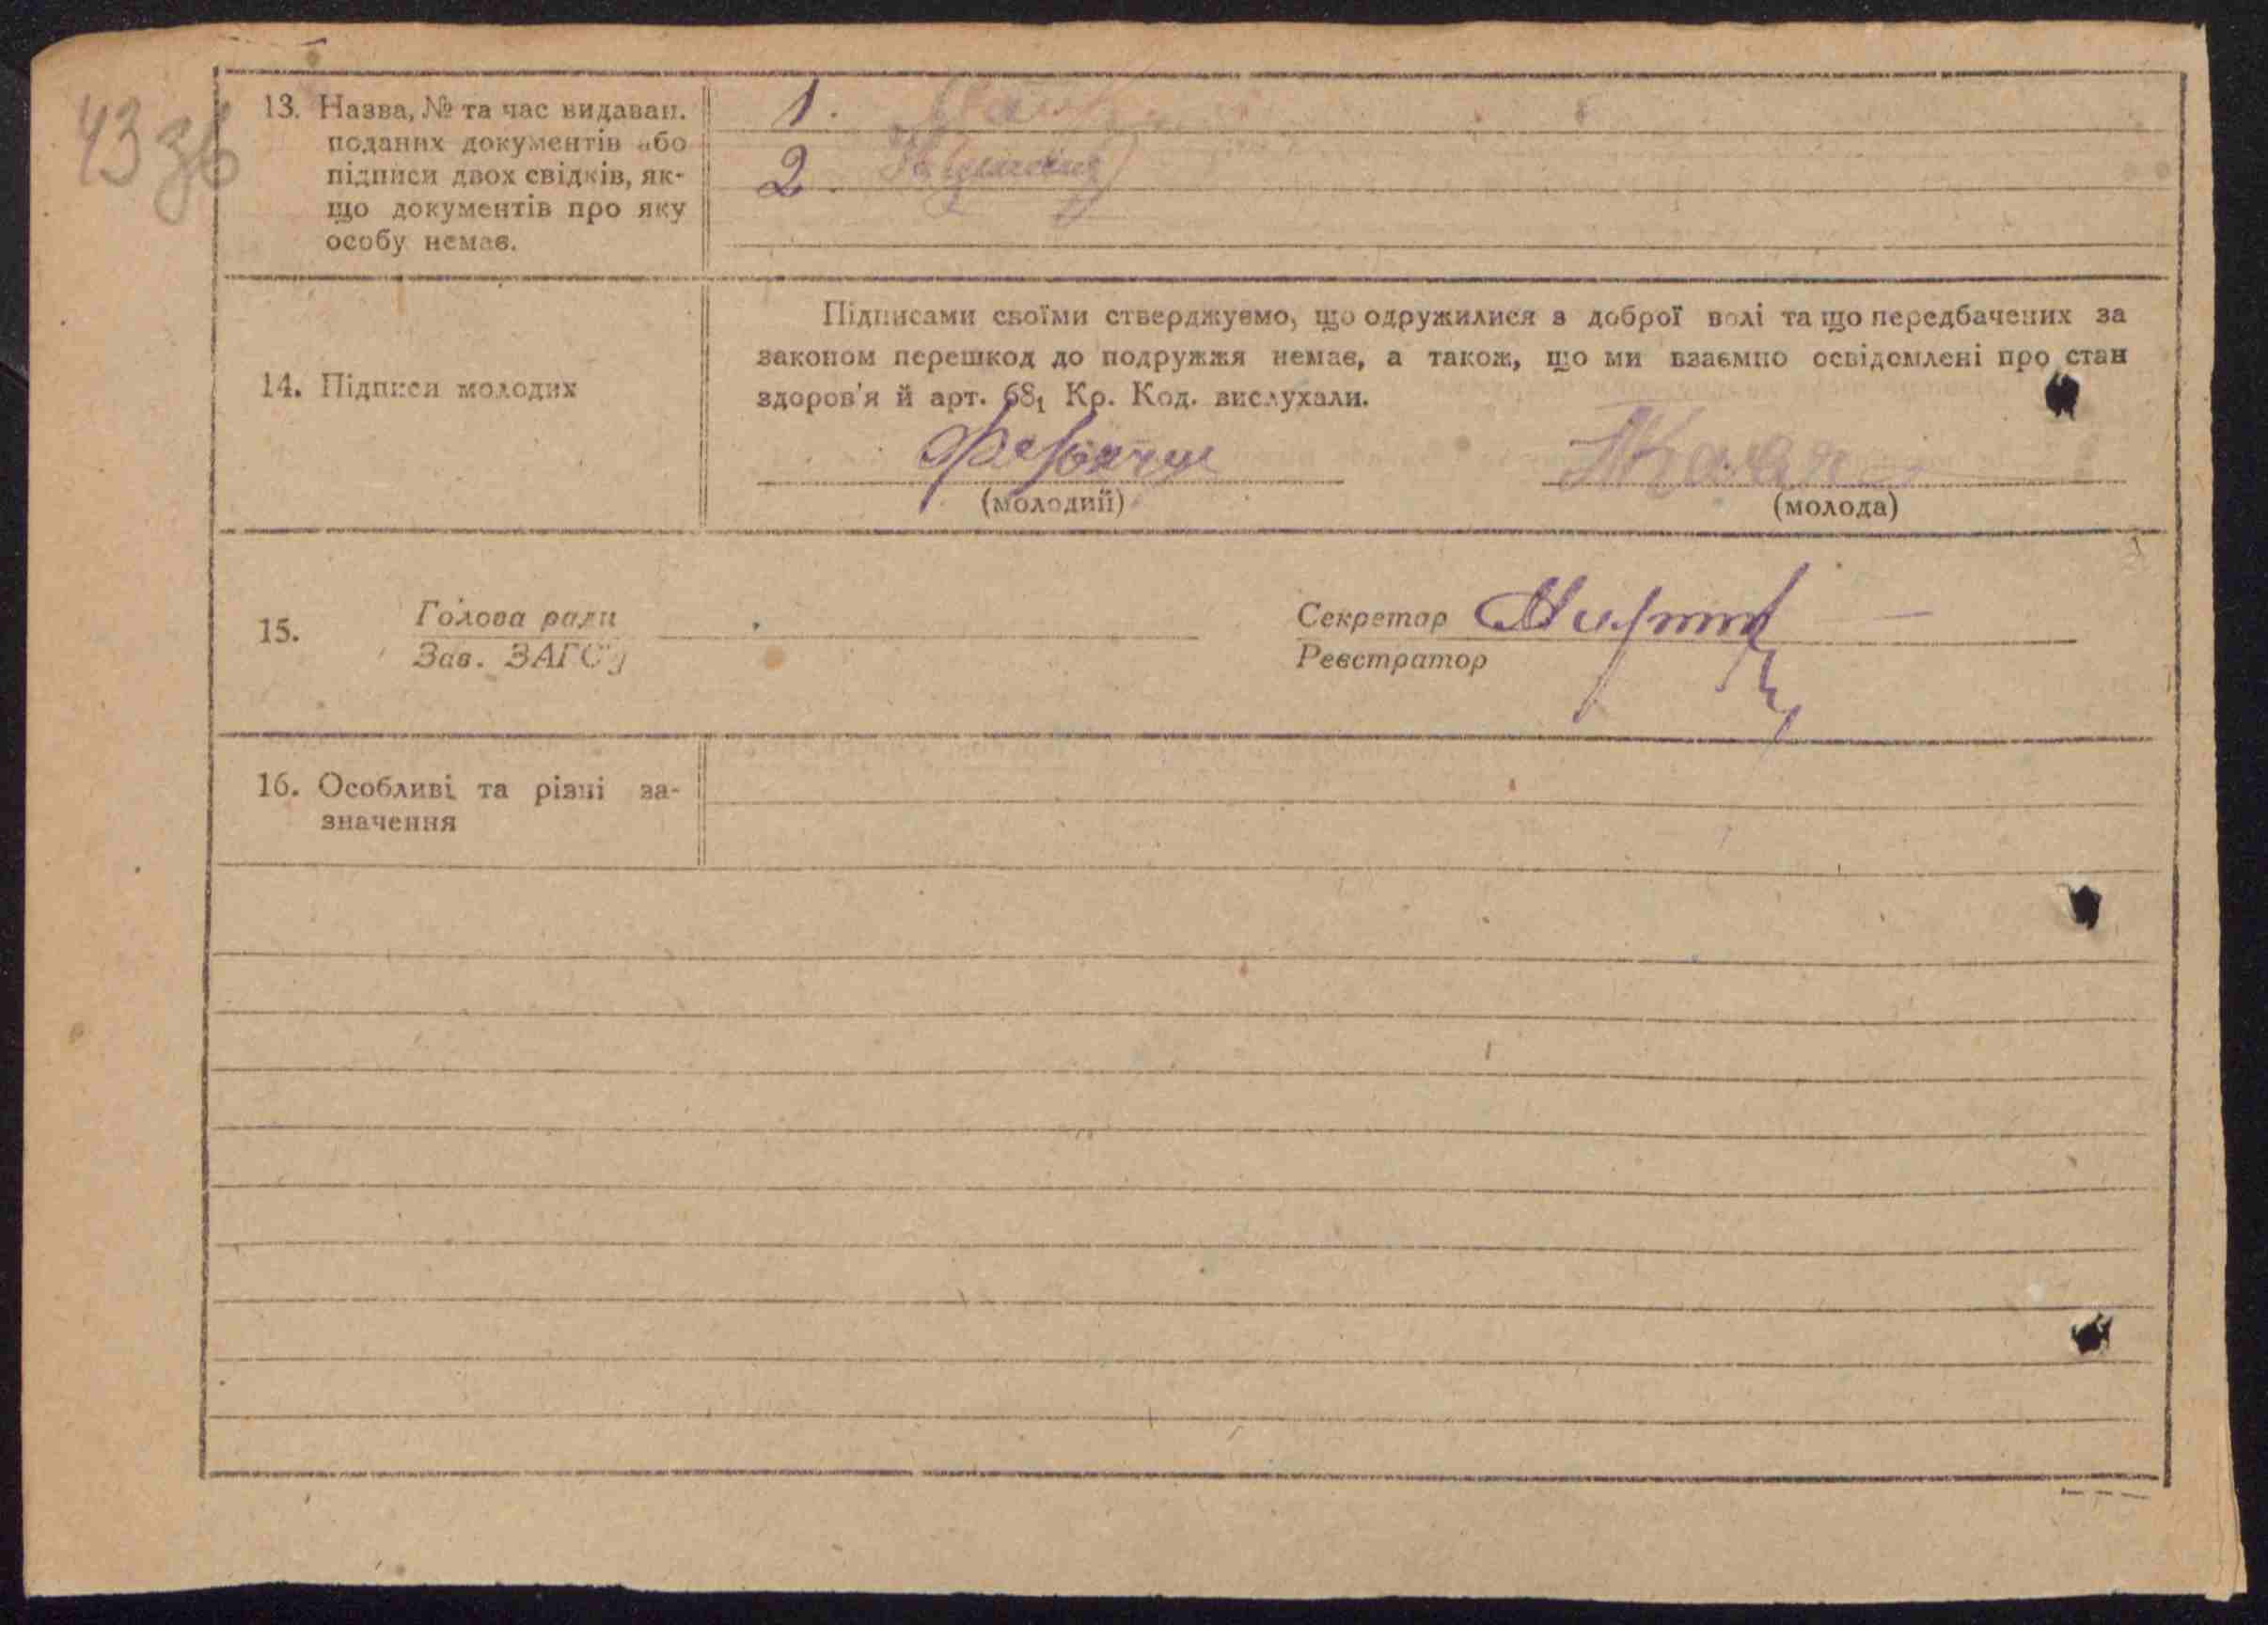 43 зв
13. Назва, № та час видаван.
поданих документів або
підписи двох свідків, як-
що документів про яку
особу немає.
1.
2
14. Підписи молодих
Підписами своїми стверджуємо, що одружилися з доброї волі та що передбачених за
законом перешкод до подружжя немає, а також, що ми взаємно освідомлені про стан
здоров'я й арт. 68₁ Кр. Код. вислухали.
(молодий)
(молода)
15.
Голова ради
Зав. ЗАГС'у
Секретар
Реєстратор
16. Особливі та різні за-
значення